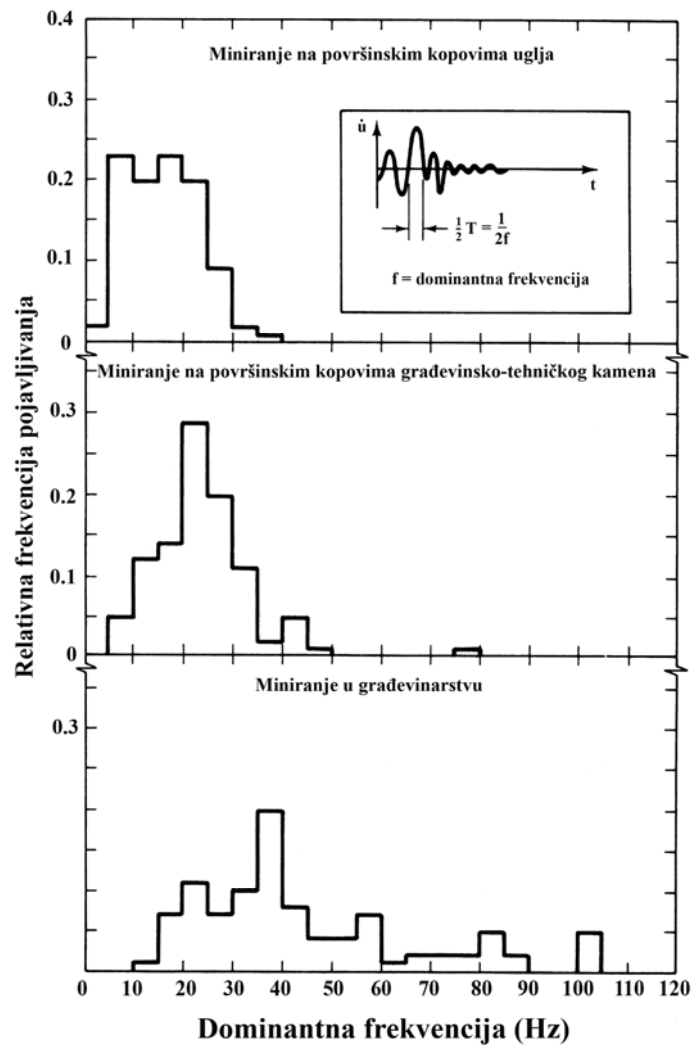 Relativna frekvencija pojavljivanja
0.4
Miniranje na površinskim kopovima uglja
0.3
0.2
0.1
0
u̇
t
½ T = 1/2f
f = dominantna frekvencija
Miniranje na površinskim kopovima građevinsko-tehničkog kamena
0.3
0.2
0.1
0
Miniranje u građevinarstvu
0.3
0 10 20 30 40 50 60 70 80 90 100 110 120
Dominantna frekvencija (Hz)